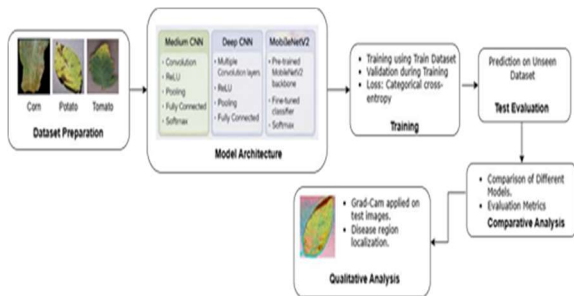 Corn
Potato
Tomato
Dataset Preparation
Medium CNN
• Convolution
• ReLU
• Pooling
• Fully Connected
• Softmax
Deep CNN
• Multiple
Convolution layers
• ReLU
• Pooling
• Fully Connected
MobileNetV2
• Pre-trained
MobileNetV2
backbone
• Fine-tuned
classifier
• Softmax
Model Architecture
• Training using Train Dataset
• Validation during Training
• Loss: Categorical cross-
entropy
Training
Prediction on Unseen
Dataset
Test Evaluation
• Comparison of Different
Models.
• Evaluation Metrics
Comparative Analysis
• Grad-Cam applied on
test images.
• Disease region
localization.
Qualitative Analysis